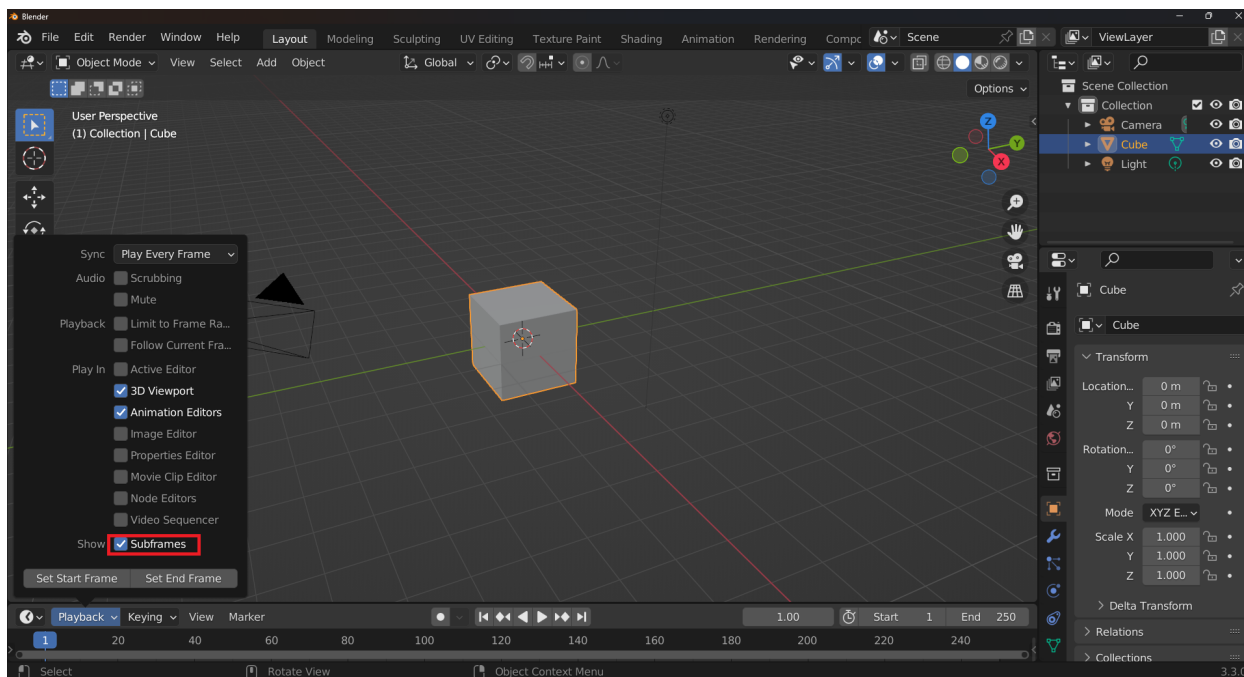 Blender
File Edit Render Window Help Layout Modeling Sculpting UV Editing Texture Paint Shading Animation Rendering Compc Scene ViewLayer
Object Mode View Select Add Object Global
Options
User Perspective
(1) Collection | Cube
Z
Y
X
Scene Collection
Collection
Camera
Cube
Light
Sync Play Every Frame
Audio Scrubbing
Mute
Playback Limit to Frame Ra...
Follow Current Fra...
Play In Active Editor
3D Viewport
Animation Editors
Image Editor
Properties Editor
Movie Clip Editor
Node Editors
Video Sequencer
Show Subframes
Set Start Frame Set End Frame
Cube
Cube
Transform
Location... 0 m
Y 0 m
Z 0 m
Rotation... 0°
Y 0°
Z 0°
Mode XYZ E...
Scale X 1.000
Y 1.000
Z 1.000
Delta Transform
Relations
Collections
Playback Keying View Marker 1.00 Start 1 End 250
1 20 40 60 80 100 120 140 160 180 200 220 240
Select Rotate View Object Context Menu 3.3.0